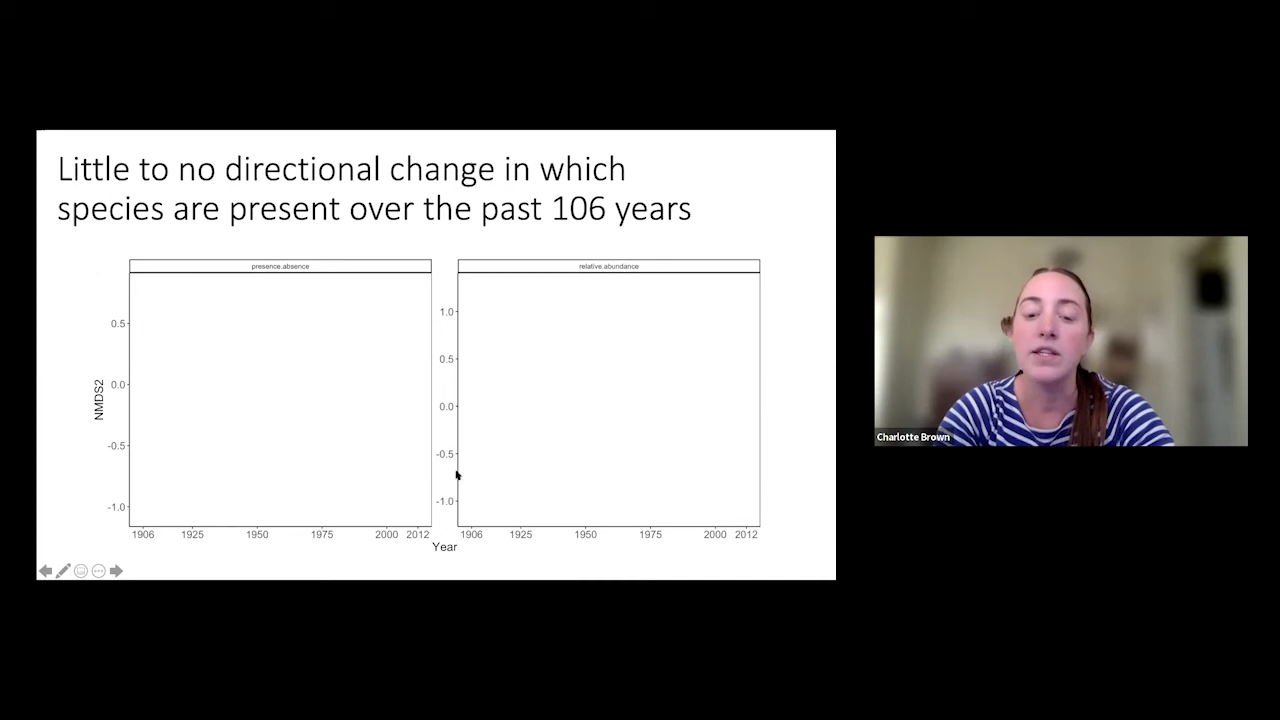 Little to no directional change in which
species are present over the past 106 years
presence.absence
relative.abundance
NMDS2
0.5
0.0
-0.5
-1.0
1.0
0.5
0.0
-0.5
-1.0
1906 1925 1950 1975 2000 2012
1906 1925 1950 1975 2000 2012
Year
Charlotte Brown